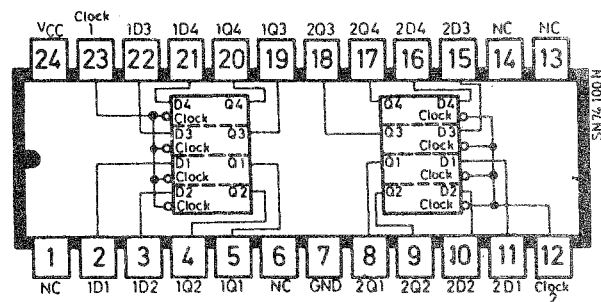 Clock
VCC 1 1D3 1D4 1Q4 1Q3 2Q3 2Q4 2D4 2D3 NC NC
24 23 22 21 20 19 18 17 16 15 14 13
D4 Q4 Q4 D4
Clock Clock
D3 Q3 Q3 D3
Clock Clock
D1 Q1 Q1 D1
Clock Clock
D2 Q2 Q2 D2
Clock Clock
SN5 74 100 N
1 2 3 4 5 6 7 8 9 10 11 12
NC 1D1 1D2 1Q2 1Q1 NC GND 2Q1 2Q2 2D2 2D1 Clock
2